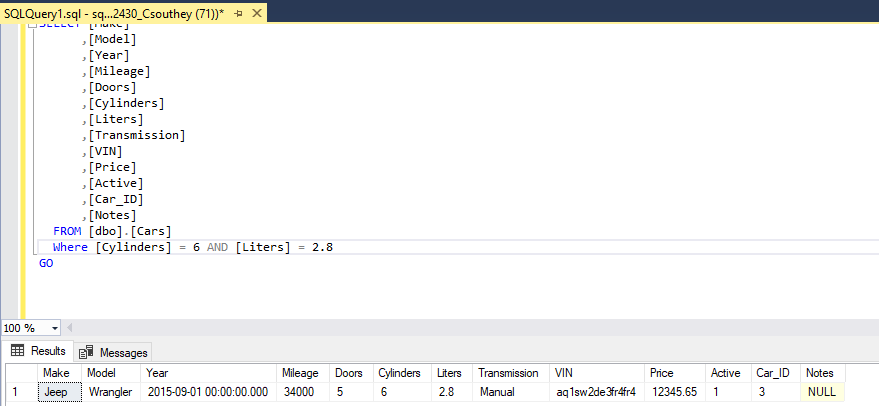 SQLQuery1.sql - sq...2430_Csouthey (71))*
SELECT [Make]
,[Model]
,[Year]
,[Mileage]
,[Doors]
,[Cylinders]
,[Liters]
,[Transmission]
,[VIN]
,[Price]
,[Active]
,[Car_ID]
,[Notes]
FROM [dbo].[Cars]
Where [Cylinders] = 6 AND [Liters] = 2.8
GO
100 %
Results Messages
Make Model Year Mileage Doors Cylinders Liters Transmission VIN Price Active Car_ID Notes
1 Jeep Wrangler 2015-09-01 00:00:00.000 34000 5 6 2.8 Manual aq1sw2de3fr4fr4 12345.65 1 3 NULL